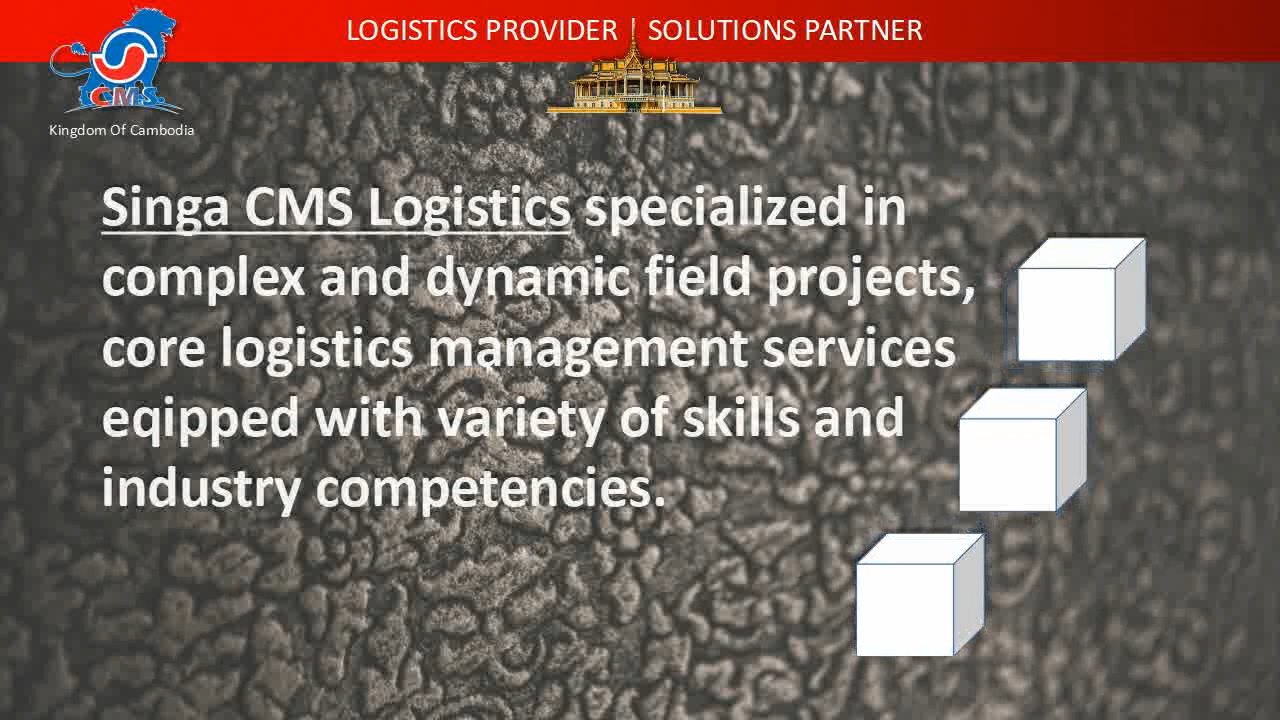 LOGISTICS PROVIDER | SOLUTIONS PARTNER
C.M.S.
Kingdom Of Cambodia
Singa CMS Logistics specialized in
complex and dynamic field projects,
core logistics management services
eqipped with variety of skills and
industry competencies.